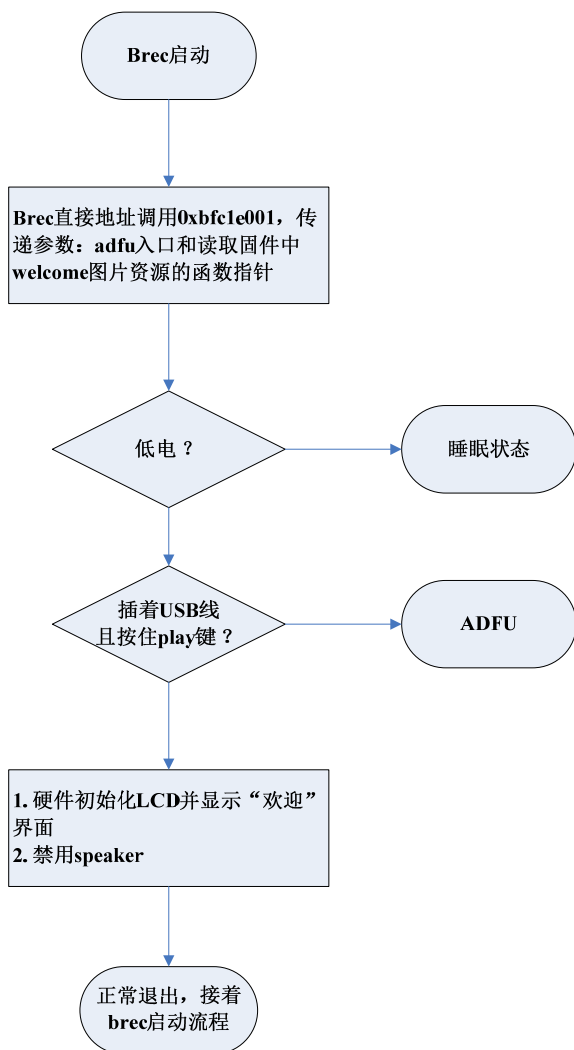 Brec启动
Brec直接地址调用0xbfc1e001，传
递参数：adfu入口和读取固件中
welcome图片资源的函数指针
低电？
睡眠状态
插着USB线
且按住play键？
ADFU
1. 硬件初始化LCD并显示“欢迎”
界面
2. 禁用speaker
正常退出，接着
brec启动流程